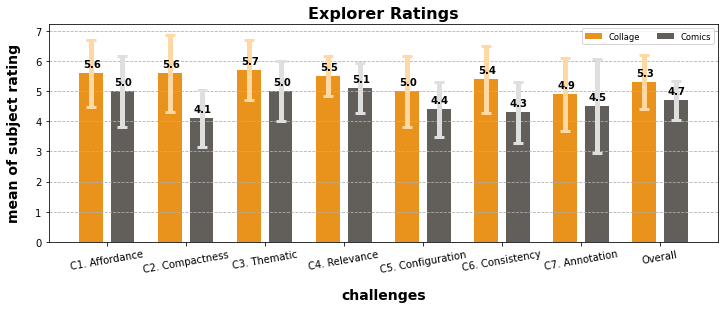 Explorer Ratings
mean of subject rating
7
6
5
4
3
2
1
0
Collage
Comics
5.6
5.0
5.6
4.1
5.7
5.0
5.5
5.1
5.0
4.4
5.4
4.3
4.9
4.5
5.3
4.7
C1. Affordance
C2. Compactness
C3. Thematic
C4. Relevance
C5. Configuration
C6. Consistency
C7. Annotation
Overall
challenges